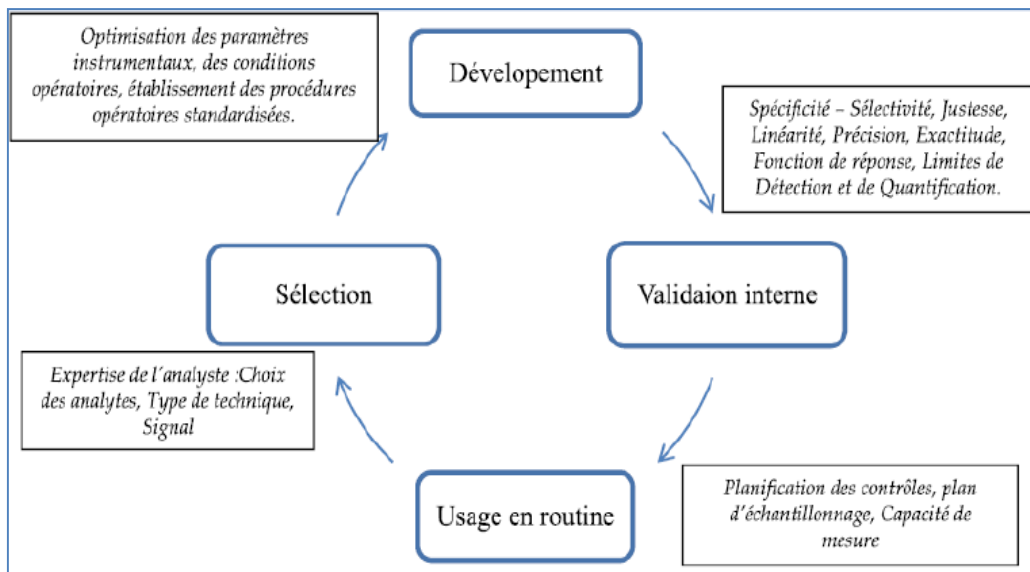 Optimisation des paramètres
instrumentaux, des conditions
opératoires, établissement des procédures
opératoires standardisées.
Dévelopement
Spécificité – Sélectivité, Justesse,
Linéarité, Précision, Exactitude,
Fonction de réponse, Limites de
Détection et de Quantification.
Sélection
Validaion interne
Expertise de l'analyste :Choix
des analytes, Type de technique,
Signal
Usage en routine
Planification des contrôles, plan
d'échantillonnage, Capacité de
mesure